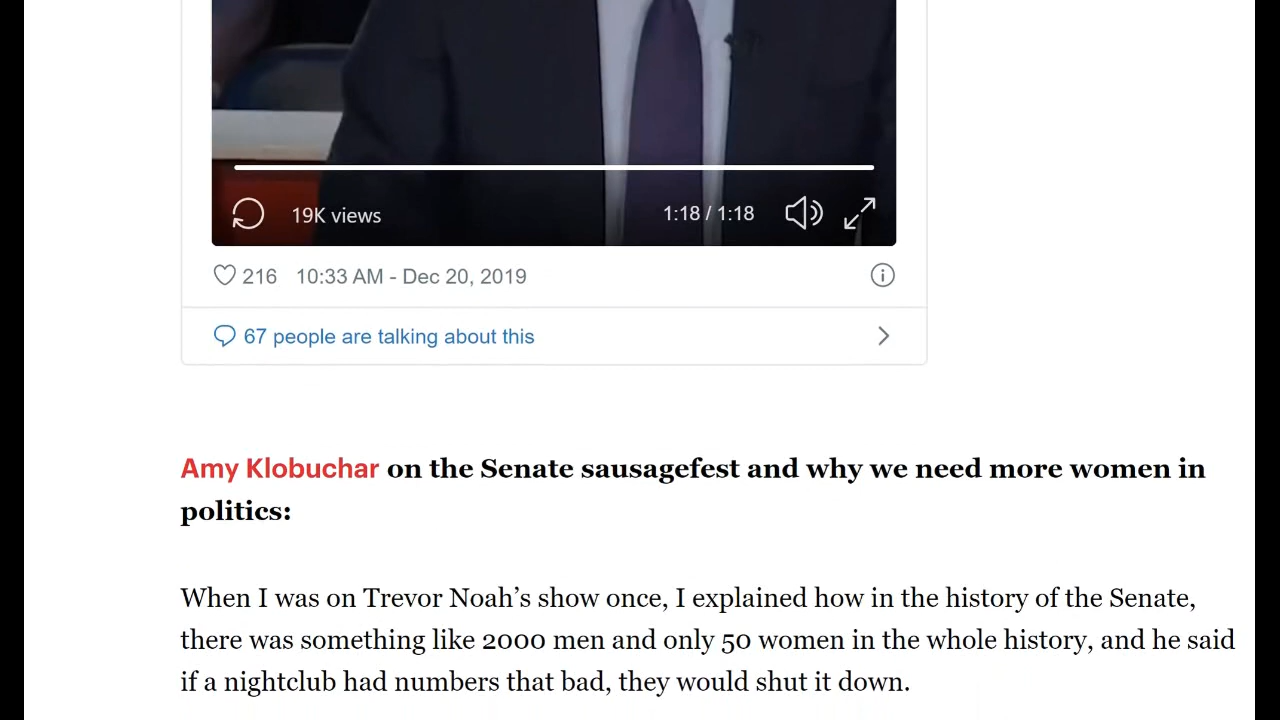 19K views
1:18 / 1:18
216 10:33 AM - Dec 20, 2019
67 people are talking about this
Amy Klobuchar on the Senate sausagefest and why we need more women in
politics:
When I was on Trevor Noah’s show once, I explained how in the history of the Senate,
there was something like 2000 men and only 50 women in the whole history, and he said
if a nightclub had numbers that bad, they would shut it down.